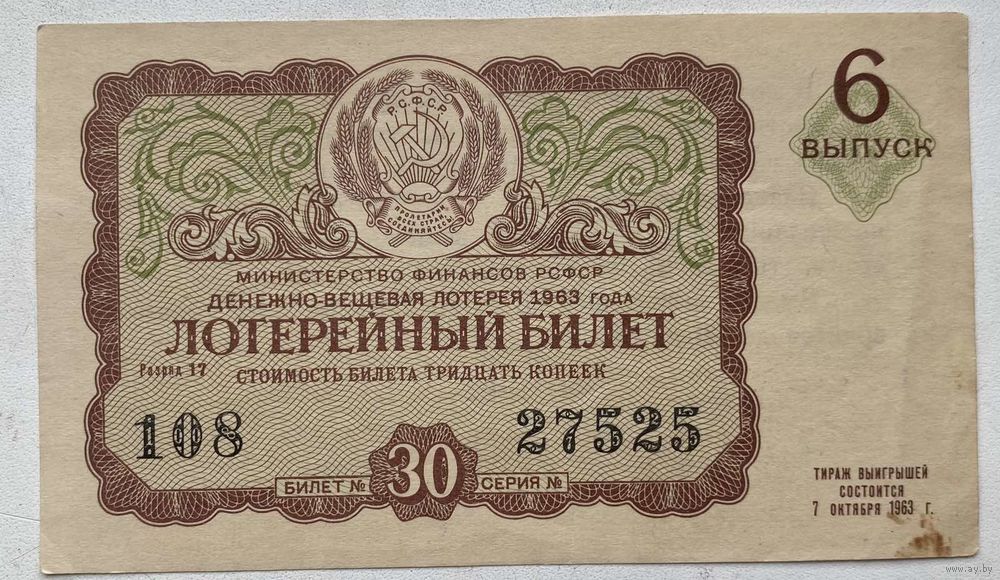 6
ВЫПУСК
Р.С.Ф.С.Р.
ПРОЛЕТАРИИ
ВСЕХ СТРАН,
СОЕДИНЯЙТЕСЬ!
МИНИСТЕРСТВО ФИНАНСОВ РСФСР
ДЕНЕЖНО-ВЕЩЕВАЯ ЛОТЕРЕЯ 1963 ГОДА
ЛОТЕРЕЙНЫЙ БИЛЕТ
Разряд 17
СТОИМОСТЬ БИЛЕТА ТРИДЦАТЬ КОПЕЕК
108 27525
БИЛЕТ № 30 СЕРИЯ №
ТИРАЖ ВЫИГРЫШЕЙ
СОСТОИТСЯ
7 ОКТЯБРЯ 1963 г.
www.ay.by